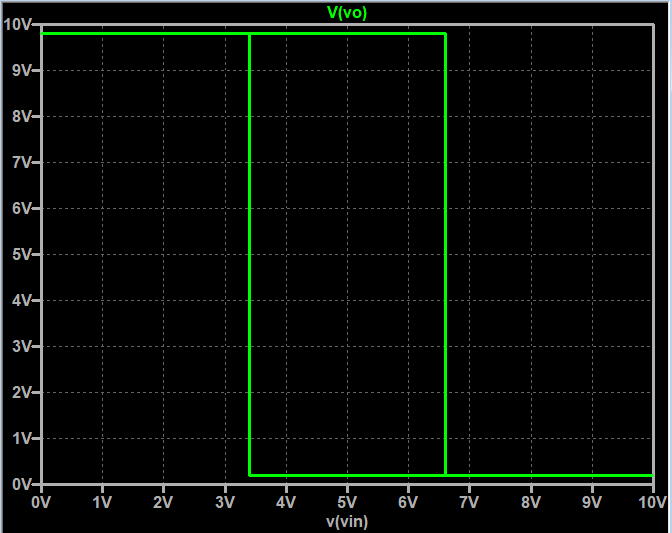 V(vo)
10V
9V
8V
7V
6V
5V
4V
3V
2V
1V
0V
0V 1V 2V 3V 4V 5V 6V 7V 8V 9V 10V
v(vin)